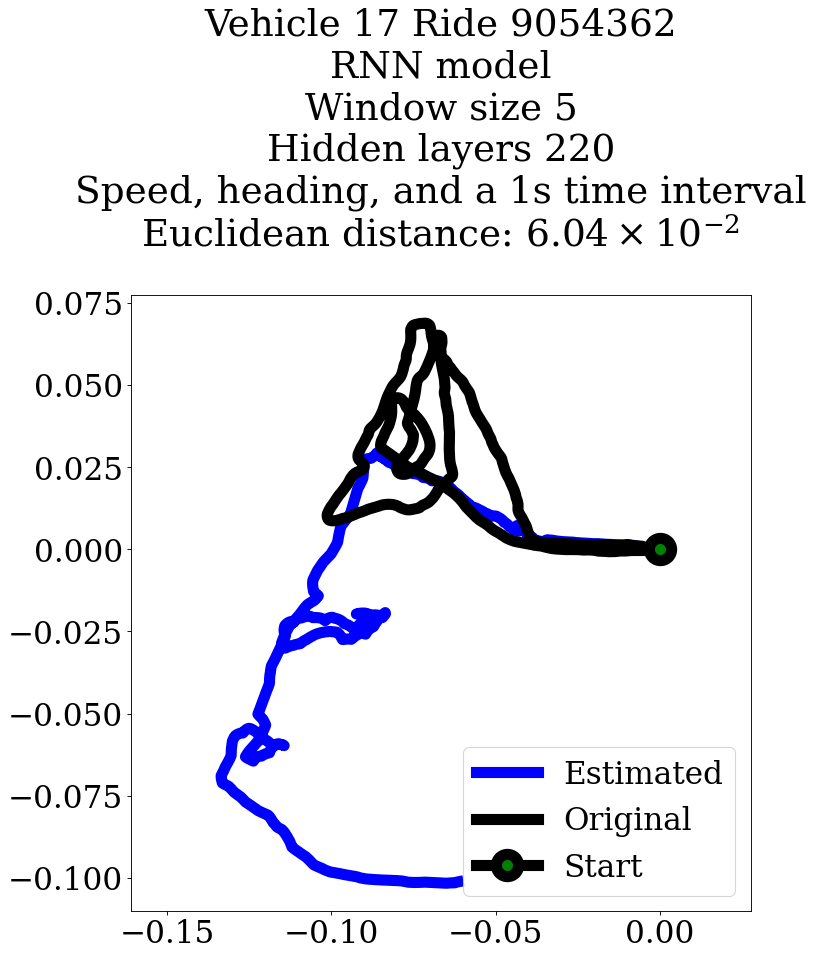 Vehicle 17 Ride 9054362
RNN model
Window size 5
Hidden layers 220
Speed, heading, and a 1s time interval
Euclidean distance: 6.04 × 10⁻²
0.075
0.050
0.025
0.000
−0.025
−0.050
−0.075
−0.100
−0.15
−0.10
−0.05
0.00
Estimated
Original
Start